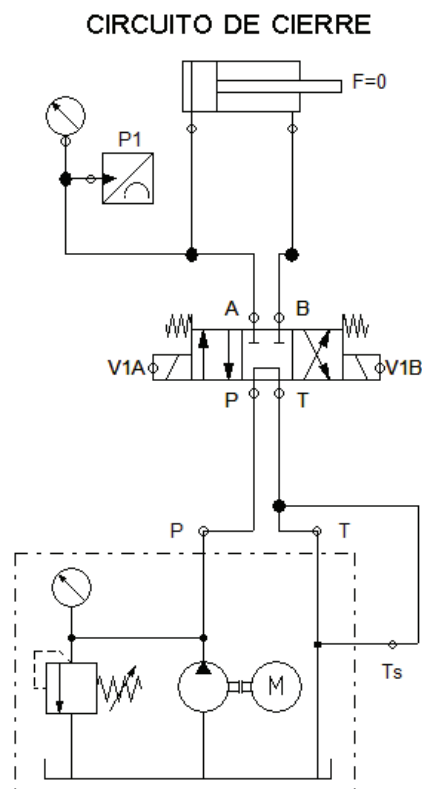 CIRCUITO DE CIERRE
F=0
P1
A B
V1A V1B
P T
P T
M
Ts